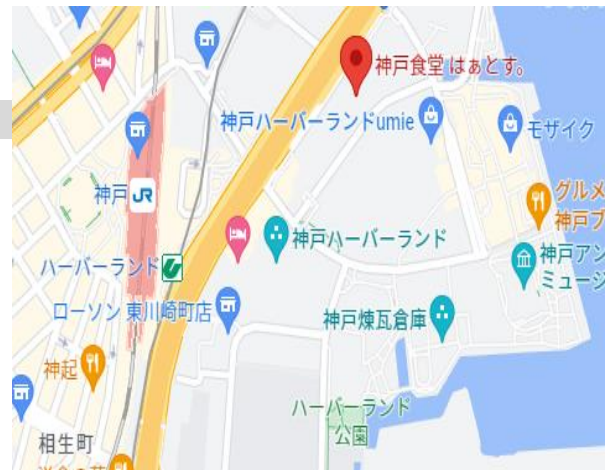 神戸食堂 はぁとす。
神戸ハーバーランドumie
モザイク
神戸
JR
グルメ
神戸ブ
神戸ハーバーランド
神戸アン
ミュージ
ハーバーランド
ローソン 東川崎町店
神戸煉瓦倉庫
神起
ハーバーランド
公園
相生町